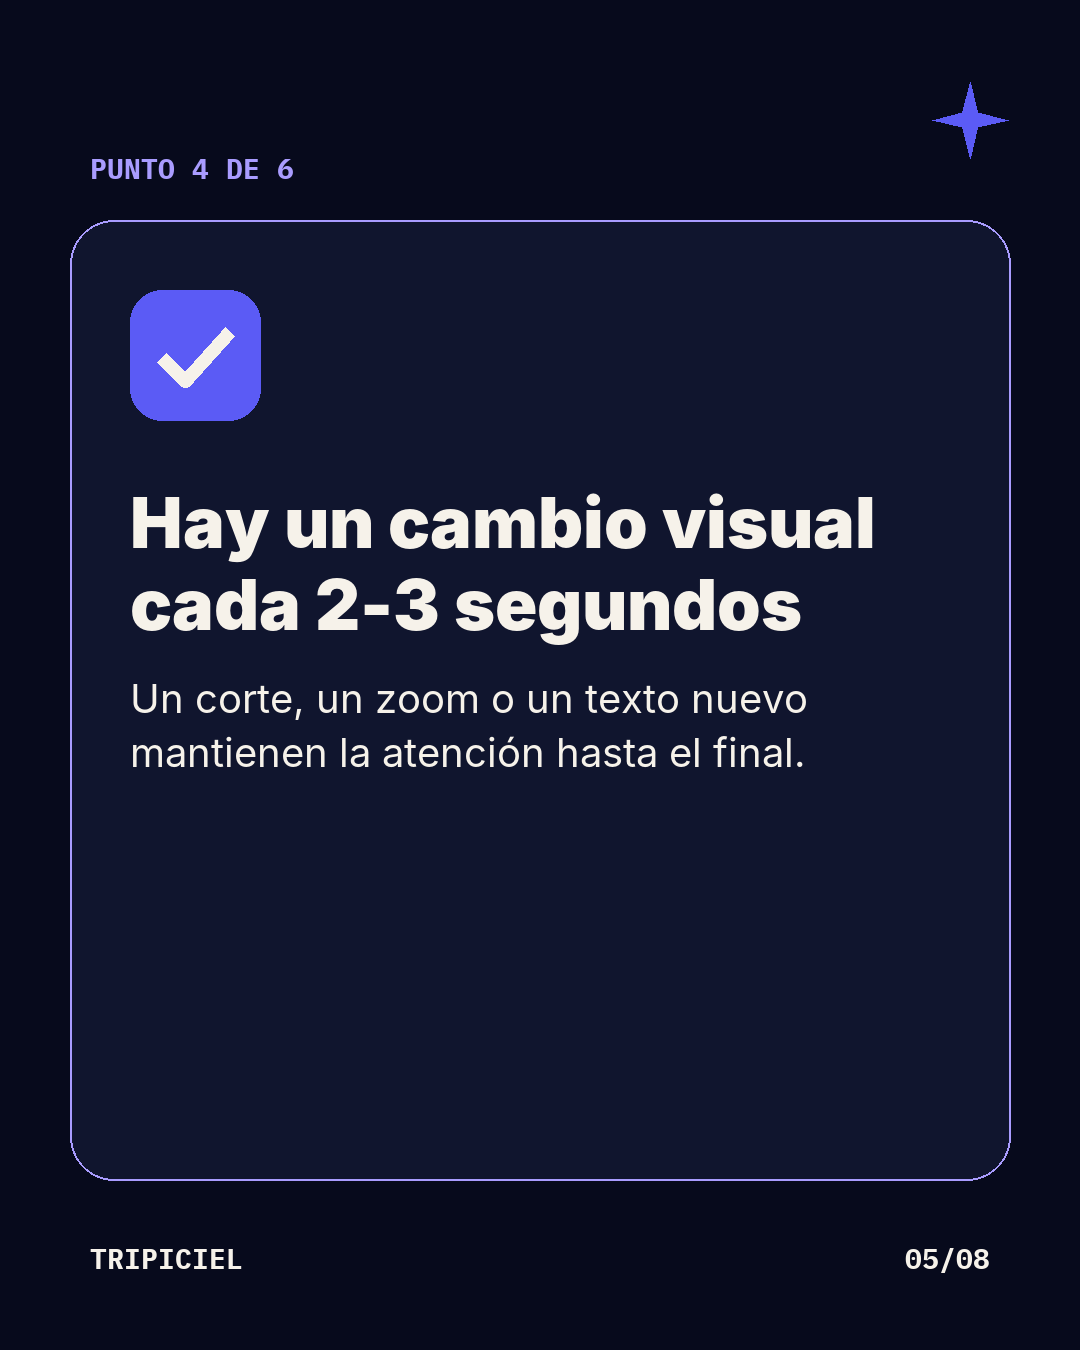 PUNTO 4 DE 6
Hay un cambio visual
cada 2-3 segundos
Un corte, un zoom o un texto nuevo
mantienen la atención hasta el final.
TRIPICIEL
05/08